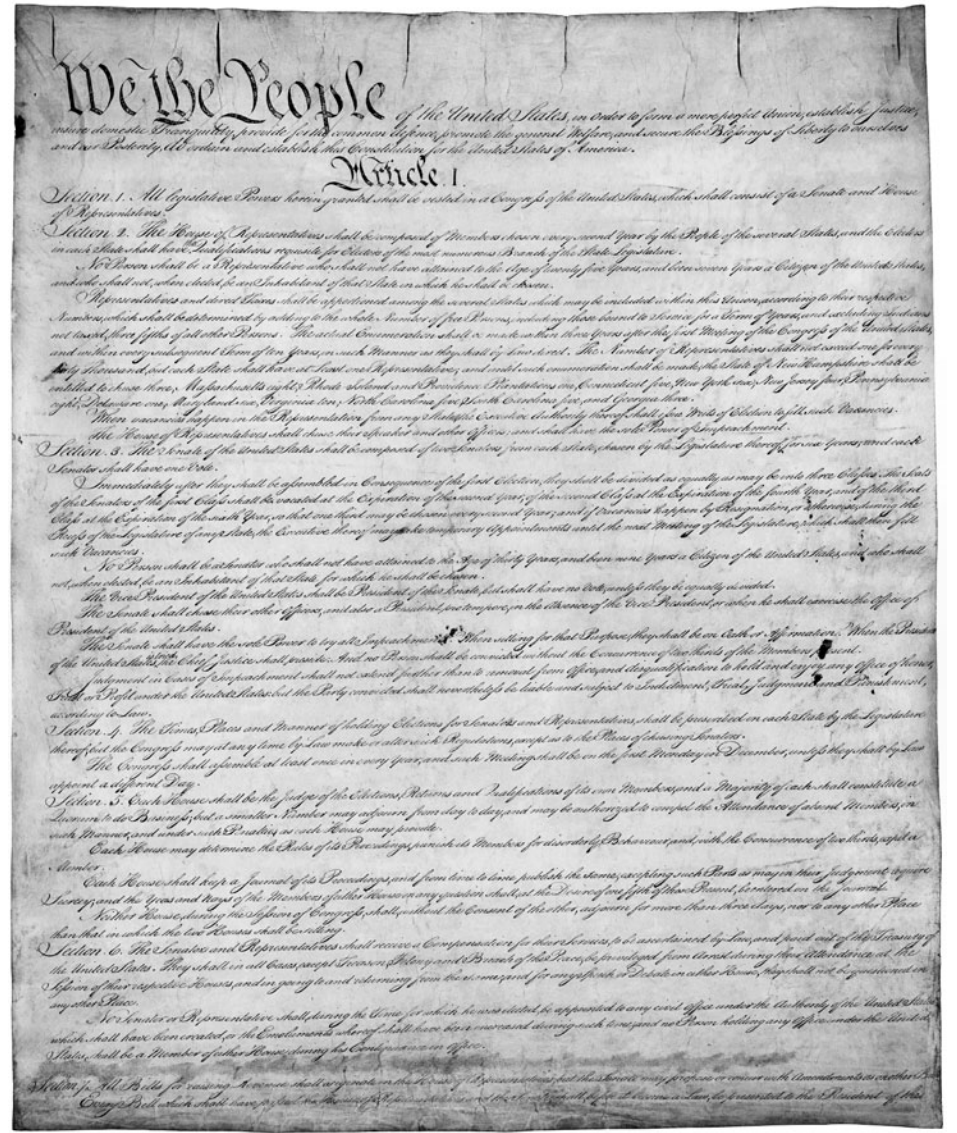 We the People of the United States, in Order to form a more perfect Union, establish Justice,
insure domestic Tranquility, provide for the common defence, promote the general Welfare, and secure the Blessings of Liberty to ourselves
and our Posterity, do ordain and establish this Constitution for the United States of America.
Article. I.
Section. 1. All legislative Powers herein granted shall be vested in a Congress of the United States, which shall consist of a Senate and House
of Representatives.
Section. 2. The House of Representatives shall be composed of Members chosen every second Year by the People of the several States, and the Electors
in each State shall have the Qualifications requisite for Electors of the most numerous Branch of the State Legislature.
No Person shall be a Representative who shall not have attained to the Age of twenty five Years, and been seven Years a Citizen of the United States,
and who shall not, when elected, be an Inhabitant of that State in which he shall be chosen.
Representatives and direct Taxes shall be apportioned among the several States which may be included within this Union, according to their respective
Numbers, which shall be determined by adding to the whole Number of free Persons, including those bound to Service for a Term of Years, and excluding Indians
not taxed, three fifths of all other Persons. The actual Enumeration shall be made within three Years after the first Meeting of the Congress of the United States,
and within every subsequent Term of ten Years, in such Manner as they shall by Law direct. The Number of Representatives shall not exceed one for every
thirty Thousand, but each State shall have at Least one Representative; and until such enumeration shall be made, the State of New Hampshire shall be
entitled to chuse three, Massachusetts eight, Rhode Island and Providence Plantations one, Connecticut five, New York six, New Jersey four, Pennsylvania
eight, Delaware one, Maryland six, Virginia ten, North Carolina five, South Carolina five, and Georgia three.
When vacancies happen in the Representation from any State, the Executive Authority thereof shall issue Writs of Election to fill such Vacancies.
The House of Representatives shall chuse their Speaker and other Officers; and shall have the sole Power of Impeachment.
Section. 3. The Senate of the United States shall be composed of two Senators from each State, chosen by the Legislature thereof, for six Years; and each
Senator shall have one Vote.
Immediately after they shall be assembled in Consequence of the first Election, they shall be divided as equally as may be into three Classes. The Seats
of the Senators of the first Class shall be vacated at the Expiration of the second Year, of the second Class at the Expiration of the fourth Year, and of the third
Class at the Expiration of the sixth Year, so that one third may be chosen every second Year; and if Vacancies happen by Resignation, or otherwise, during the
Recess of the Legislature of any State, the Executive thereof may make temporary Appointments until the next Meeting of the Legislature, which shall then fill
such Vacancies.
No Person shall be a Senator who shall not have attained to the Age of thirty Years, and been nine Years a Citizen of the United States, and who shall
not, when elected, be an Inhabitant of that State for which he shall be chosen.
The Vice President of the United States shall be President of the Senate, but shall have no Vote, unless they be equally divided.
The Senate shall chuse their other Officers, and also a President pro tempore, in the Absence of the Vice President, or when he shall exercise the Office of
President of the United States.
The Senate shall have the sole Power to try all Impeachments. When sitting for that Purpose, they shall be on Oath or Affirmation. When the President
of the United States is tried, the Chief Justice shall preside: And no Person shall be convicted without the Concurrence of two thirds of the Members present.
Judgment in Cases of Impeachment shall not extend further than to removal from Office, and disqualification to hold and enjoy any Office of honor,
Trust or Profit under the United States: but the Party convicted shall nevertheless be liable and subject to Indictment, Trial, Judgment and Punishment,
according to Law.
Section. 4. The Times, Places and Manner of holding Elections for Senators and Representatives, shall be prescribed in each State by the Legislature
thereof; but the Congress may at any time by Law make or alter such Regulations, except as to the Places of chusing Senators.
The Congress shall assemble at least once in every Year, and such Meeting shall be on the first Monday in December, unless they shall by Law
appoint a different Day.
Section. 5. Each House shall be the Judge of the Elections, Returns and Qualifications of its own Members, and a Majority of each shall constitute a
Quorum to do Business; but a smaller Number may adjourn from day to day, and may be authorized to compel the Attendance of absent Members, in
such Manner, and under such Penalties as each House may provide.
Each House may determine the Rules of its Proceedings, punish its Members for disorderly Behaviour, and, with the Concurrence of two thirds, expel a
Member.
Each House shall keep a Journal of its Proceedings, and from time to time publish the same, excepting such Parts as may in their Judgment require
Secrecy; and the Yeas and Nays of the Members of either House on any question shall, at the Desire of one fifth of those Present, be entered on the Journal.
Neither House, during the Session of Congress, shall, without the Consent of the other, adjourn for more than three days, nor to any other Place
than that in which the two Houses shall be sitting.
Section. 6. The Senators and Representatives shall receive a Compensation for their Services, to be ascertained by Law, and paid out of the Treasury of
the United States. They shall in all Cases, except Treason, Felony and Breach of the Peace, be privileged from Arrest during their Attendance at the
Session of their respective Houses, and in going to and returning from the same; and for any Speech or Debate in either House, they shall not be questioned in
any other Place.
No Senator or Representative shall, during the Time for which he was elected, be appointed to any civil Office under the Authority of the United States,
which shall have been created, or the Emoluments whereof shall have been encreased during such time; and no Person holding any Office under the United
States, shall be a Member of either House during his Continuance in Office.
Section. 7. All Bills for raising Revenue shall originate in the House of Representatives; but the Senate may propose or concur with Amendments as on other Bills.
Every Bill which shall have passed the House of Representatives and the Senate, shall, before it become a Law, be presented to the President of the